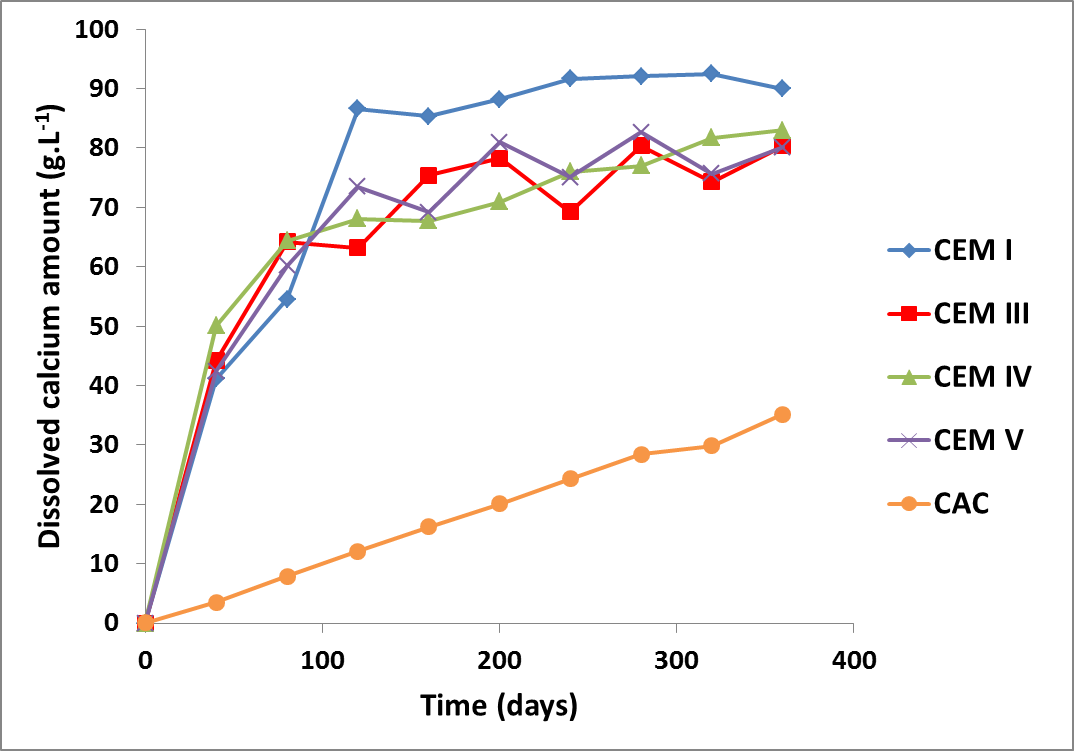 Dissolved calcium amount (g.L-1)
100
90
80
70
60
50
40
30
20
10
0
0 100 200 300 400
Time (days)
CEM I
CEM III
CEM IV
CEM V
CAC